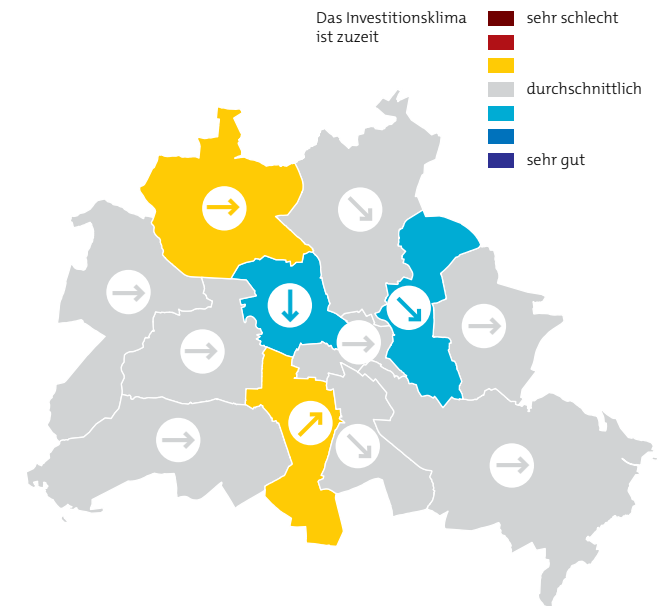 Das Investitionsklima
ist zuzeit
sehr schlecht
durchschnittlich
sehr gut